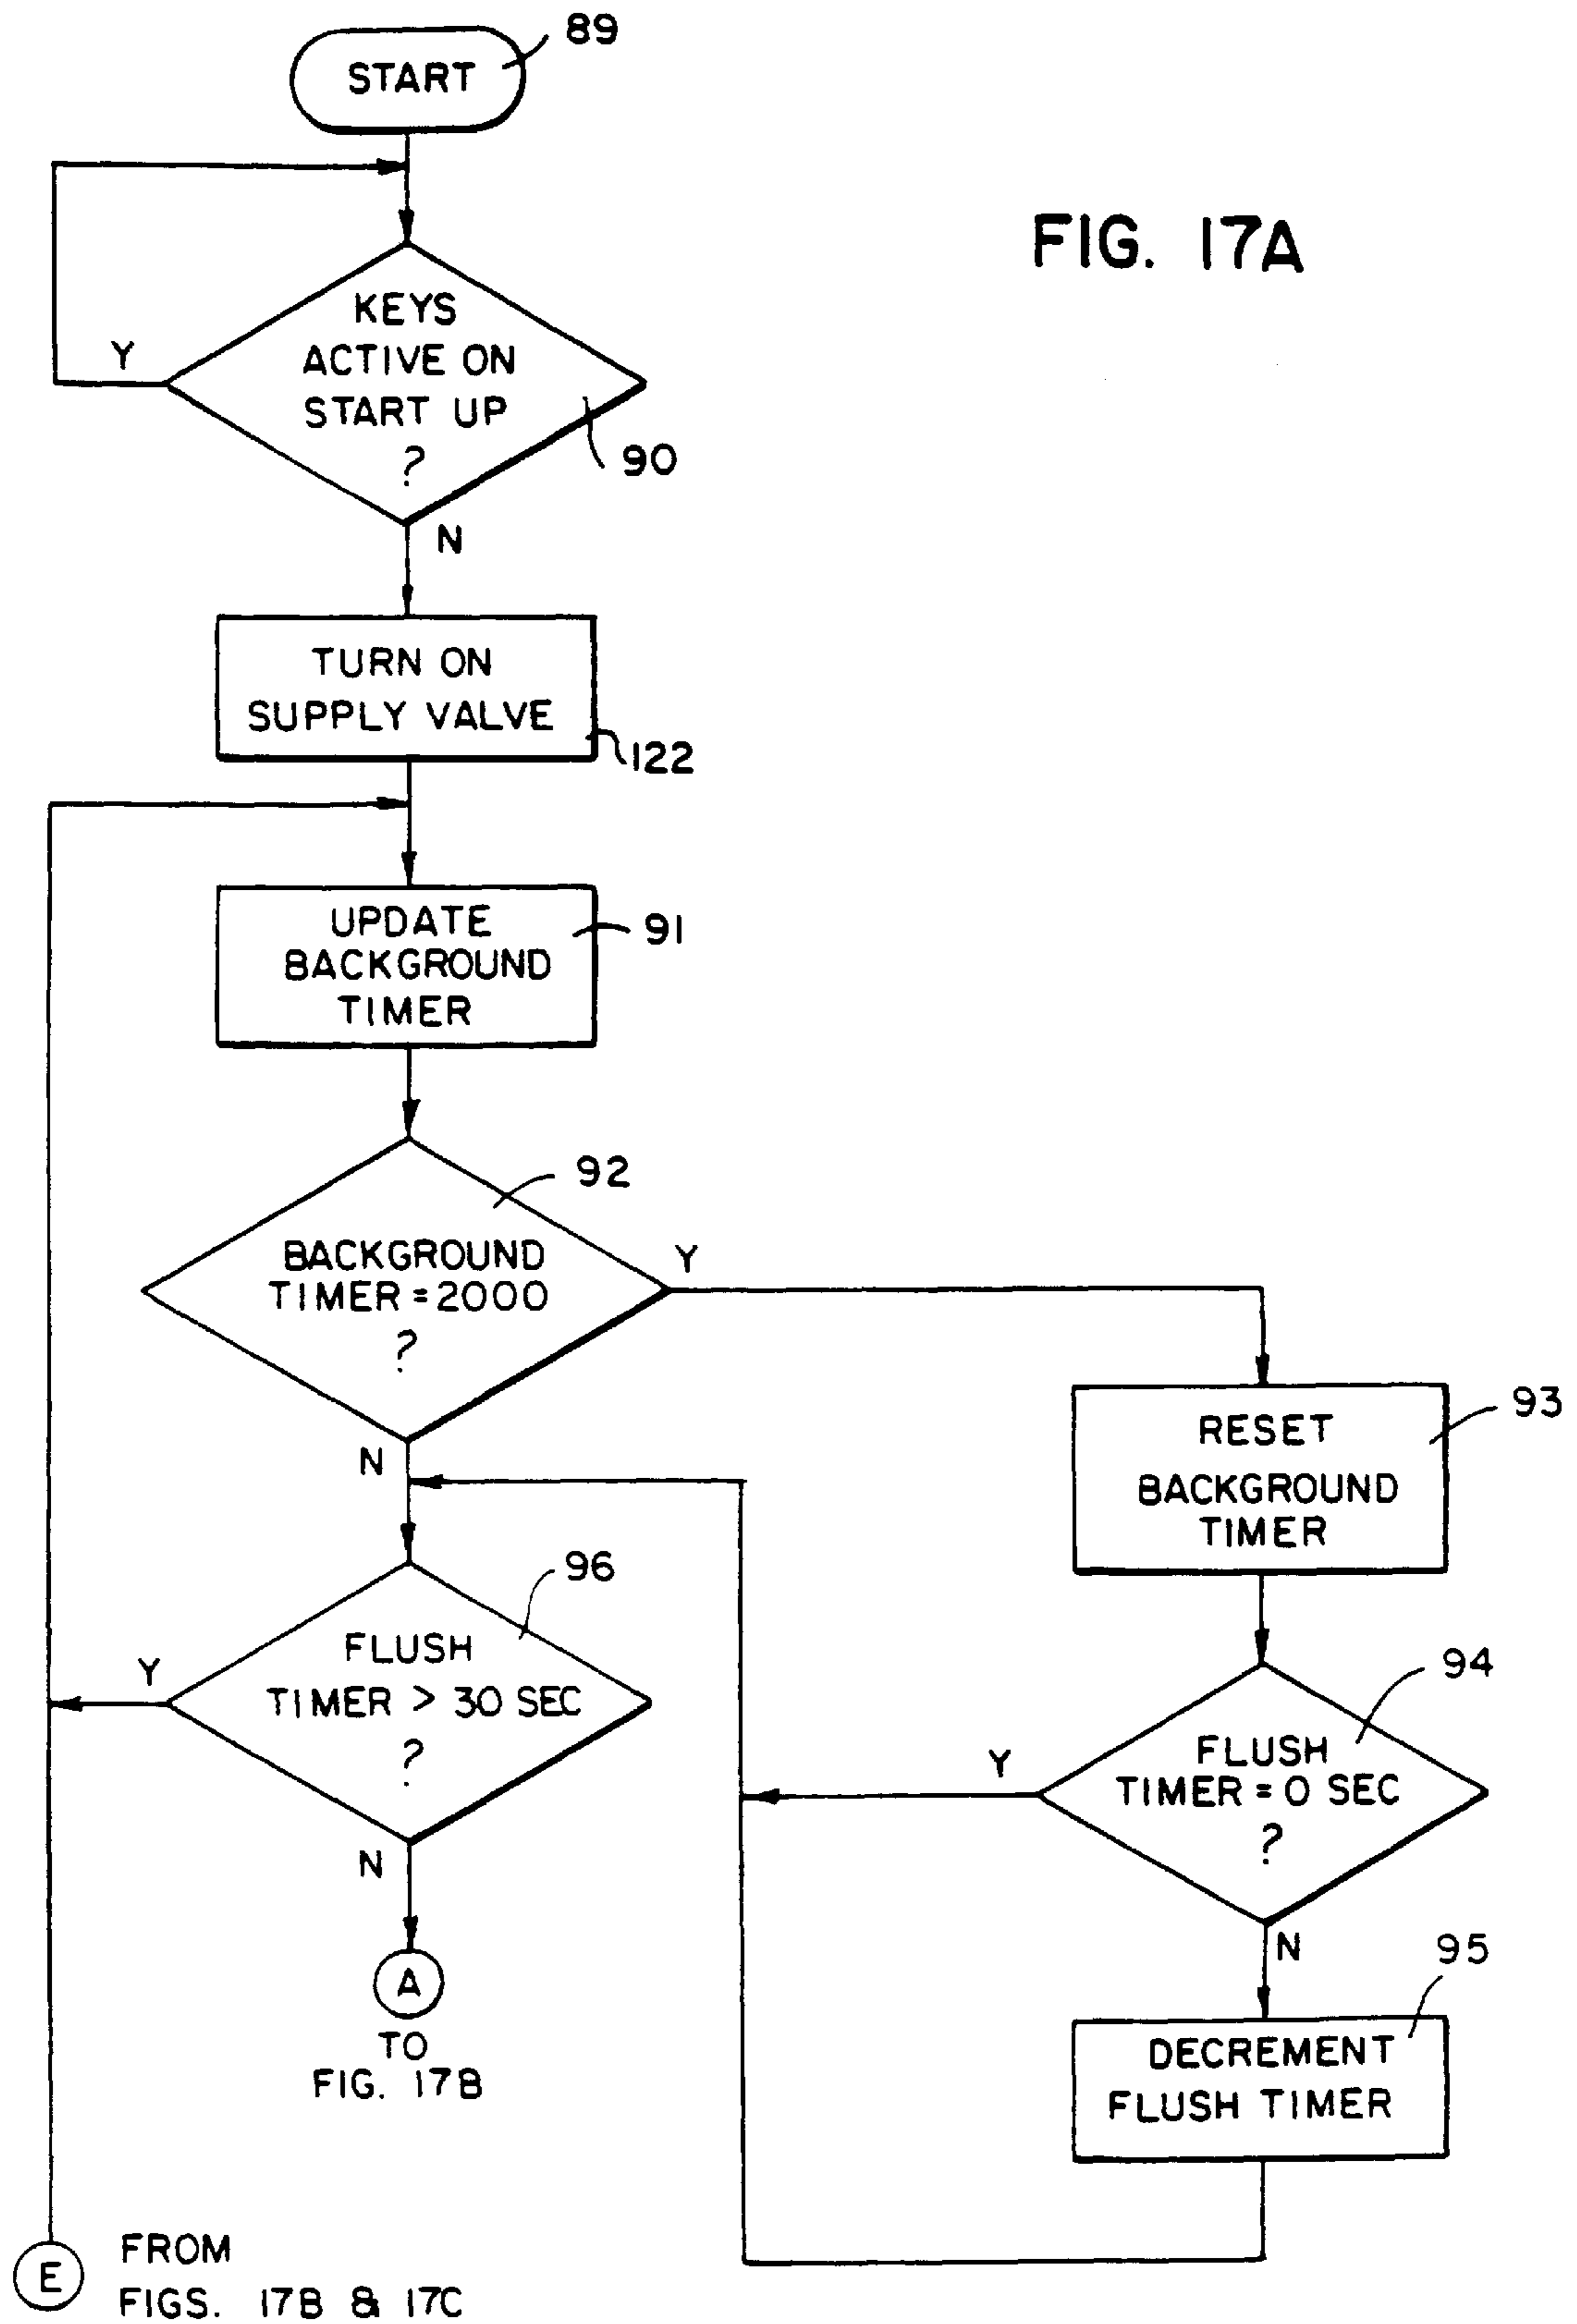 89
START
FIG. 17A
KEYS
ACTIVE ON
START UP
?
Y
90
N
TURN ON
SUPPLY VALVE
122
UPDATE
BACKGROUND
TIMER
91
92
BACKGROUND
TIMER = 2000
?
Y
N
RESET
BACKGROUND
TIMER
93
96
FLUSH
TIMER > 30 SEC
?
Y
N
94
FLUSH
TIMER = 0 SEC
?
Y
N
95
DECREMENT
FLUSH TIMER
A
TO
FIG. 17B
E
FROM
FIGS. 17B & 17C